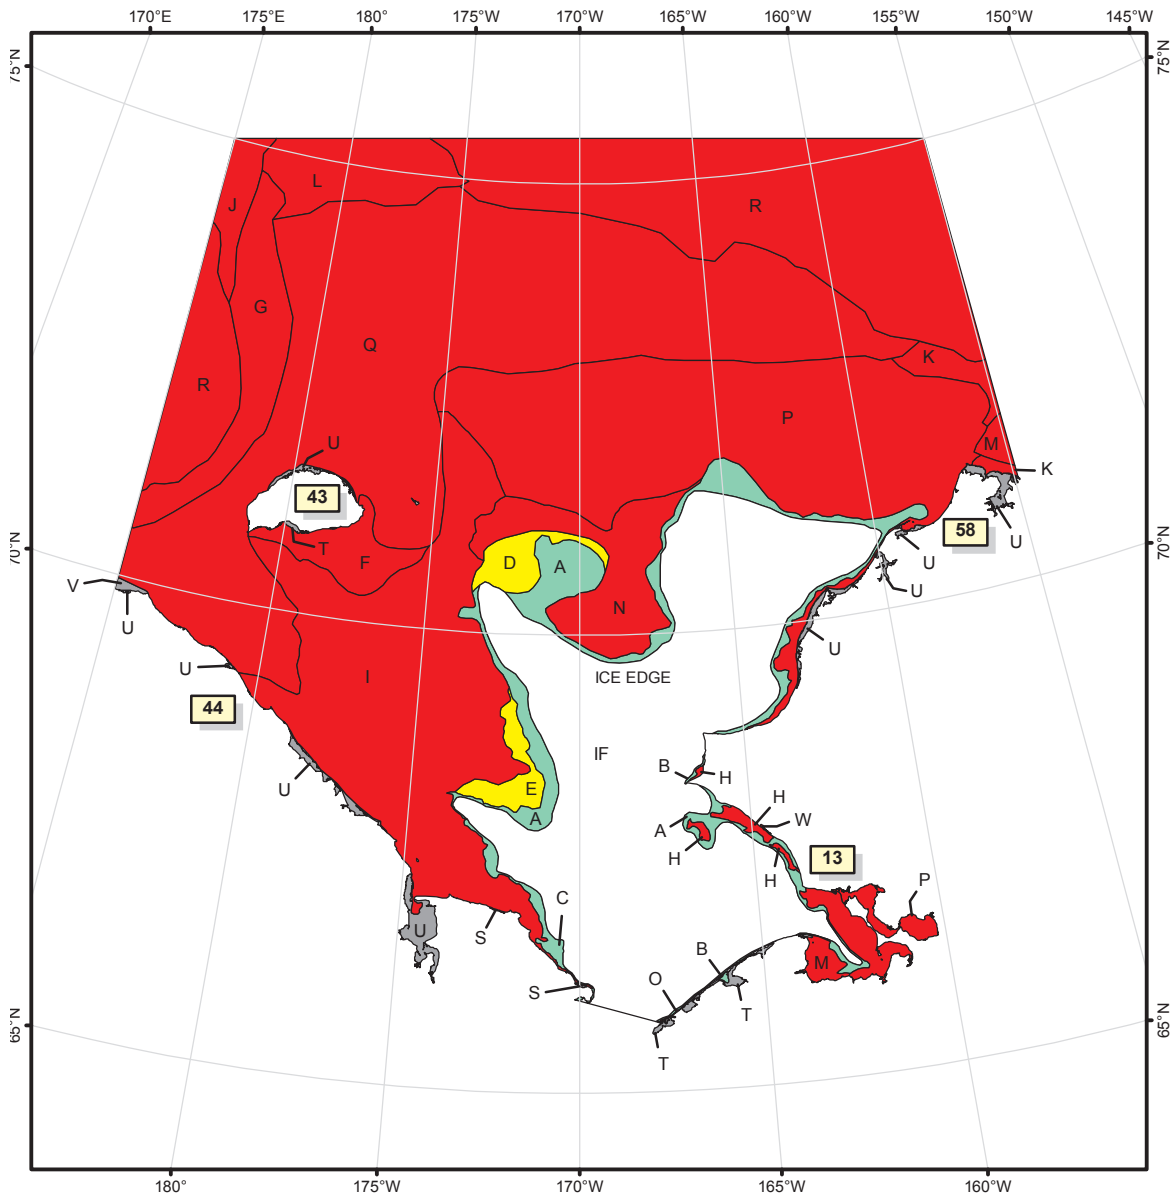 170°E 175°E 180° 175°W 170°W 165°W 160°W 155°W 150°W 145°W
75°N 75°N
L
J R
G
Q K
R
P
U M
K
43
58
T F D A U U
70°N 70°N
V N U
U
U
U I ICE EDGE
44
IF
B H
U E
A H W
A
H 13
H
C P
U S
B M
S O
T
65°N 65°N
T
180° 175°W 170°W 165°W 160°W